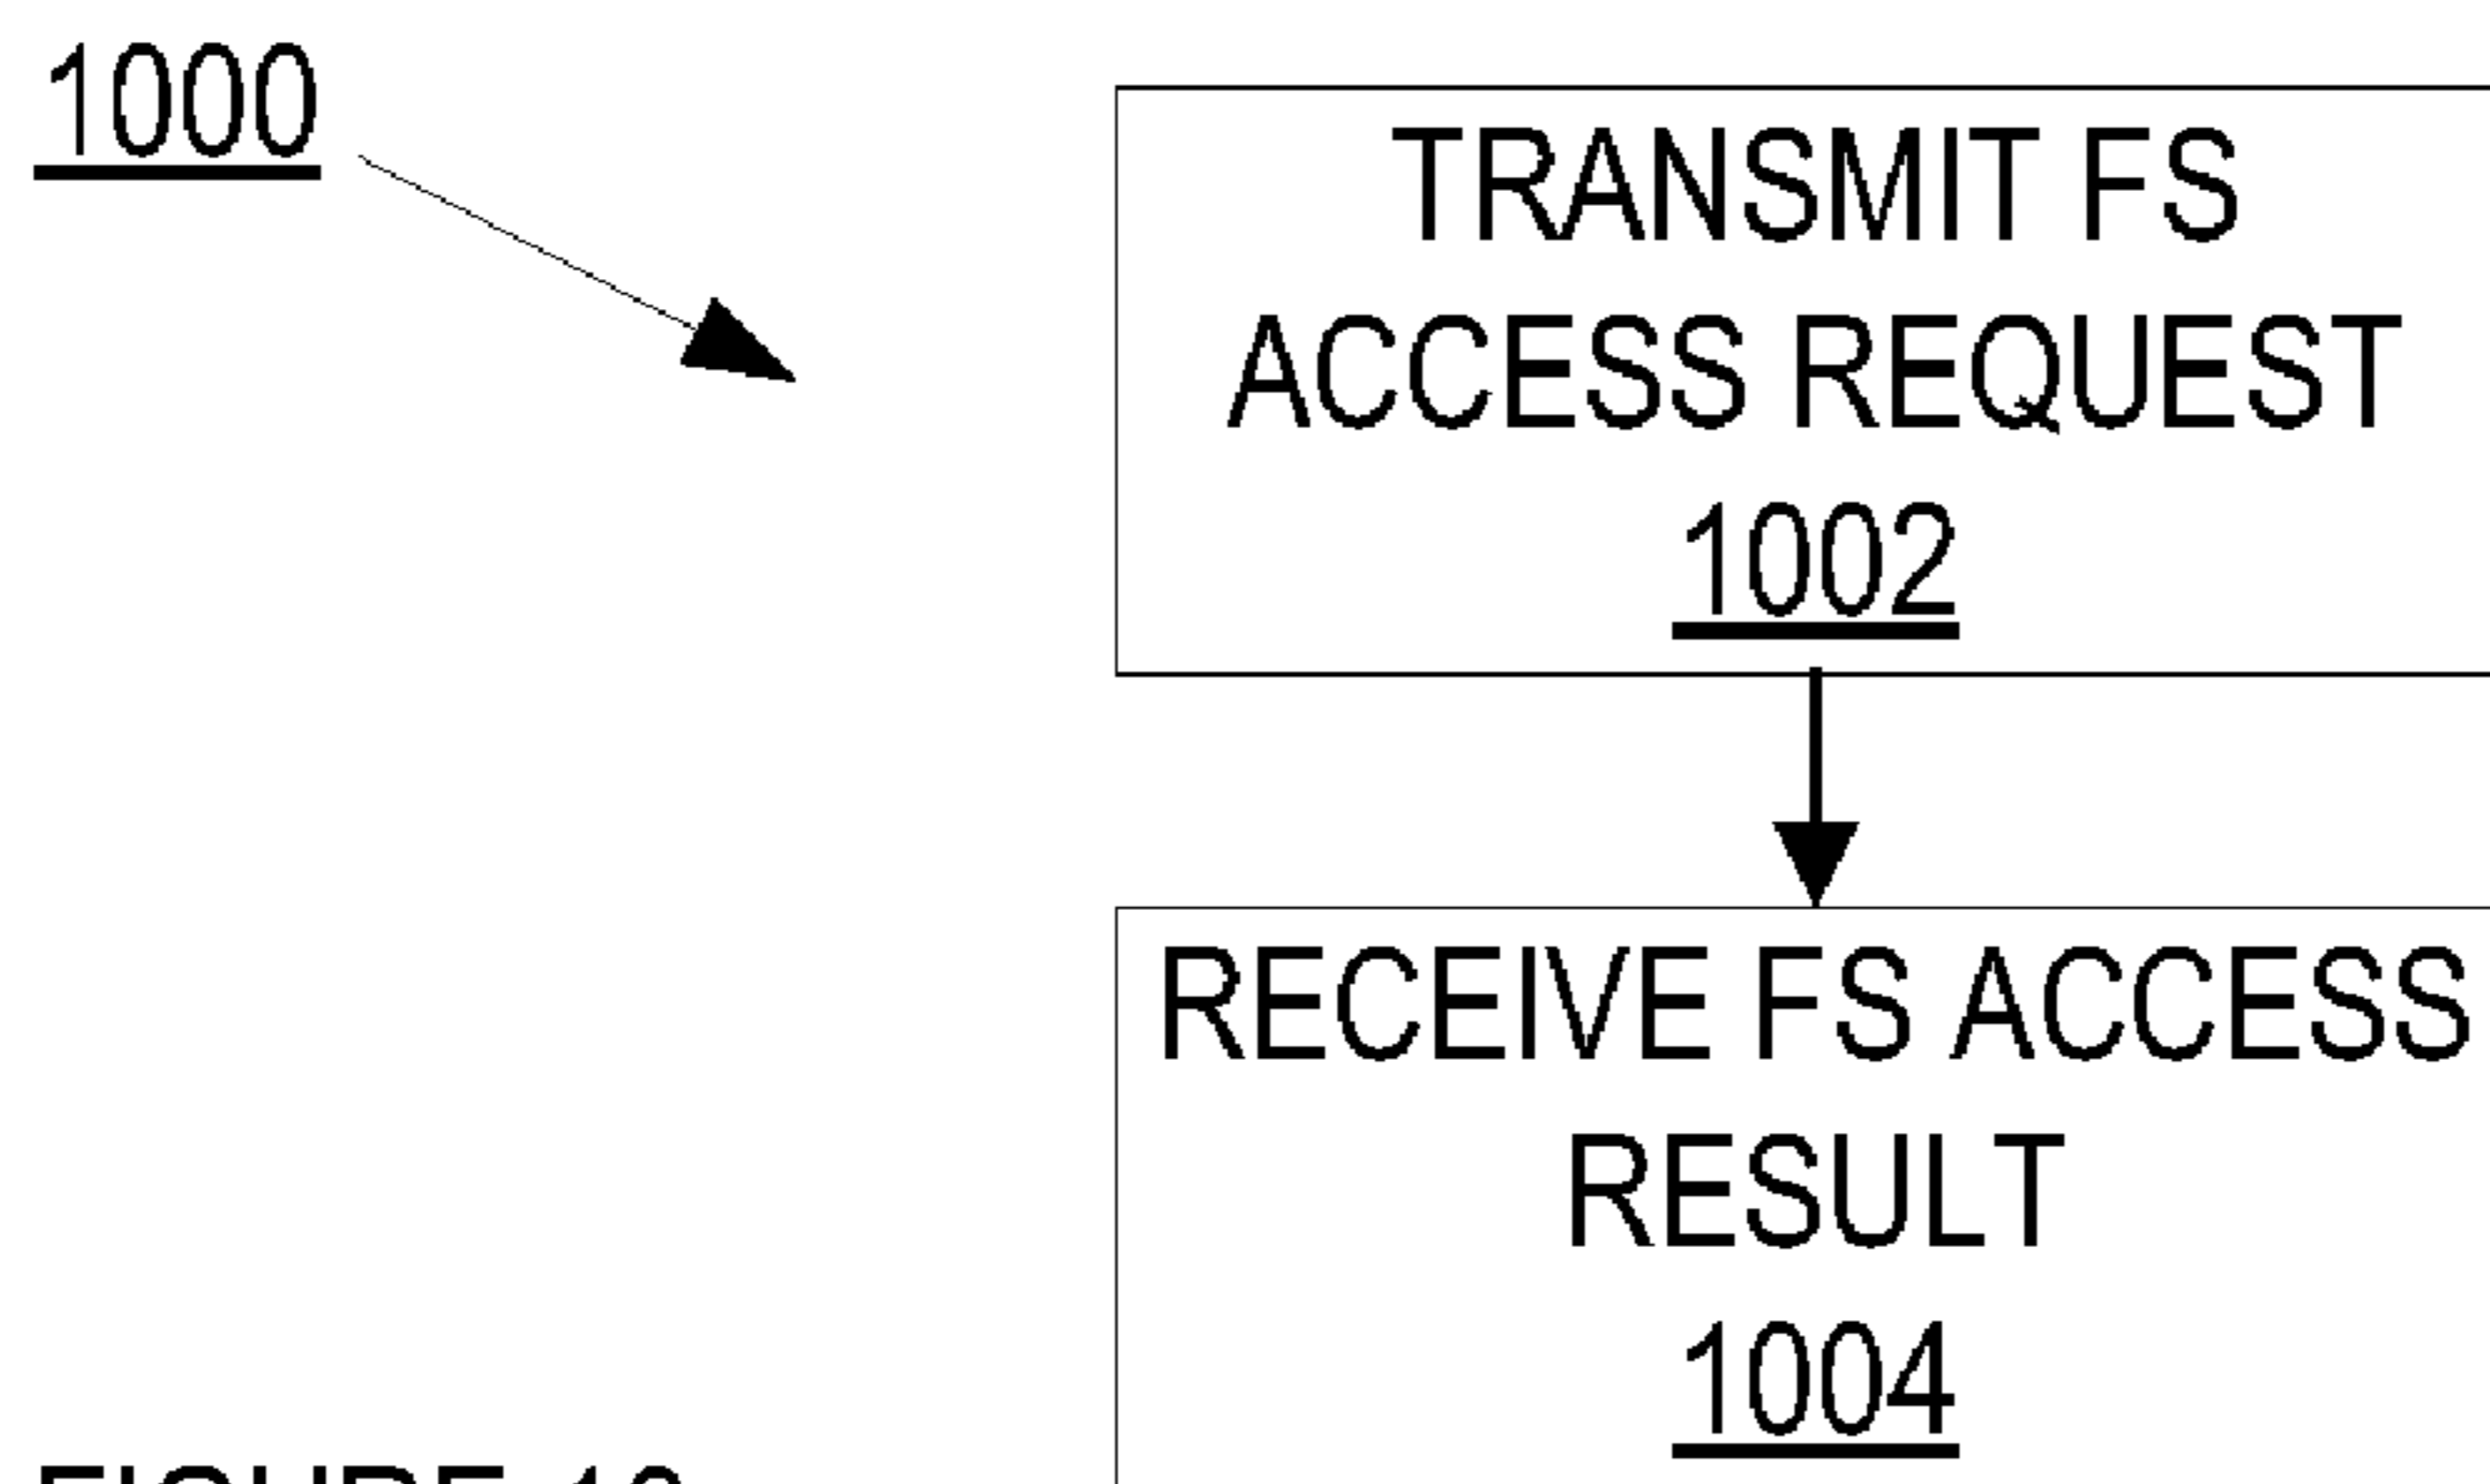 1000
TRANSMIT FS
ACCESS REQUEST
1002
RECEIVE FS ACCESS
RESULT
1004